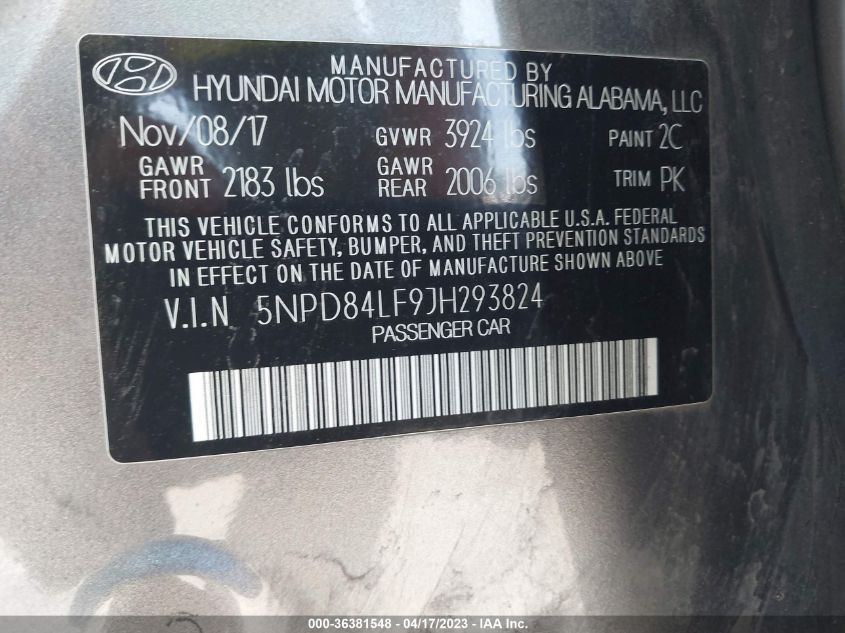 MANUFACTURED BY
HYUNDAI MOTOR MANUFACTURING ALABAMA, LLC
Nov/08/17 GVWR 3924 lbs PAINT 2C
GAWR FRONT 2183 lbs GAWR REAR 2006 lbs TRIM PK
THIS VEHICLE CONFORMS TO ALL APPLICABLE U.S.A. FEDERAL
MOTOR VEHICLE SAFETY, BUMPER, AND THEFT PREVENTION STANDARDS
IN EFFECT ON THE DATE OF MANUFACTURE SHOWN ABOVE
V.I.N 5NPD84LF9JH293824
PASSENGER CAR
000-36381548 - 04/17/2023 - IAA Inc.